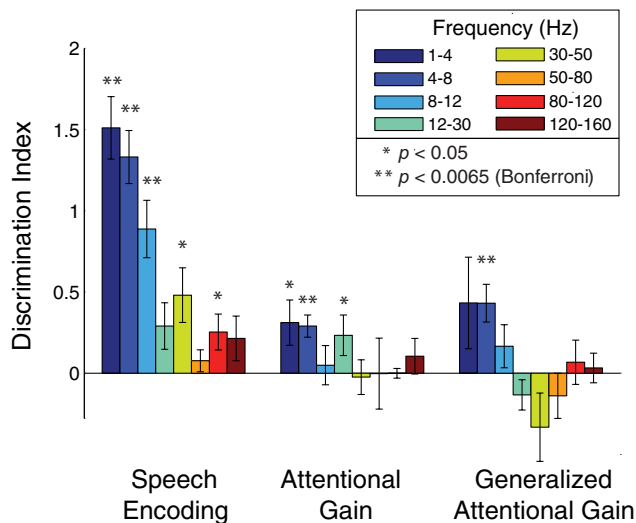 Frequency (Hz)
1-4 30-50
4-8 50-80
8-12 80-120
12-30 120-160
* p < 0.05
** p < 0.0065 (Bonferroni)
Discrimination Index
2
1.5
1
0.5
0
** ** ** * *
* ** *
**
Speech Encoding
Attentional Gain
Generalized Attentional Gain